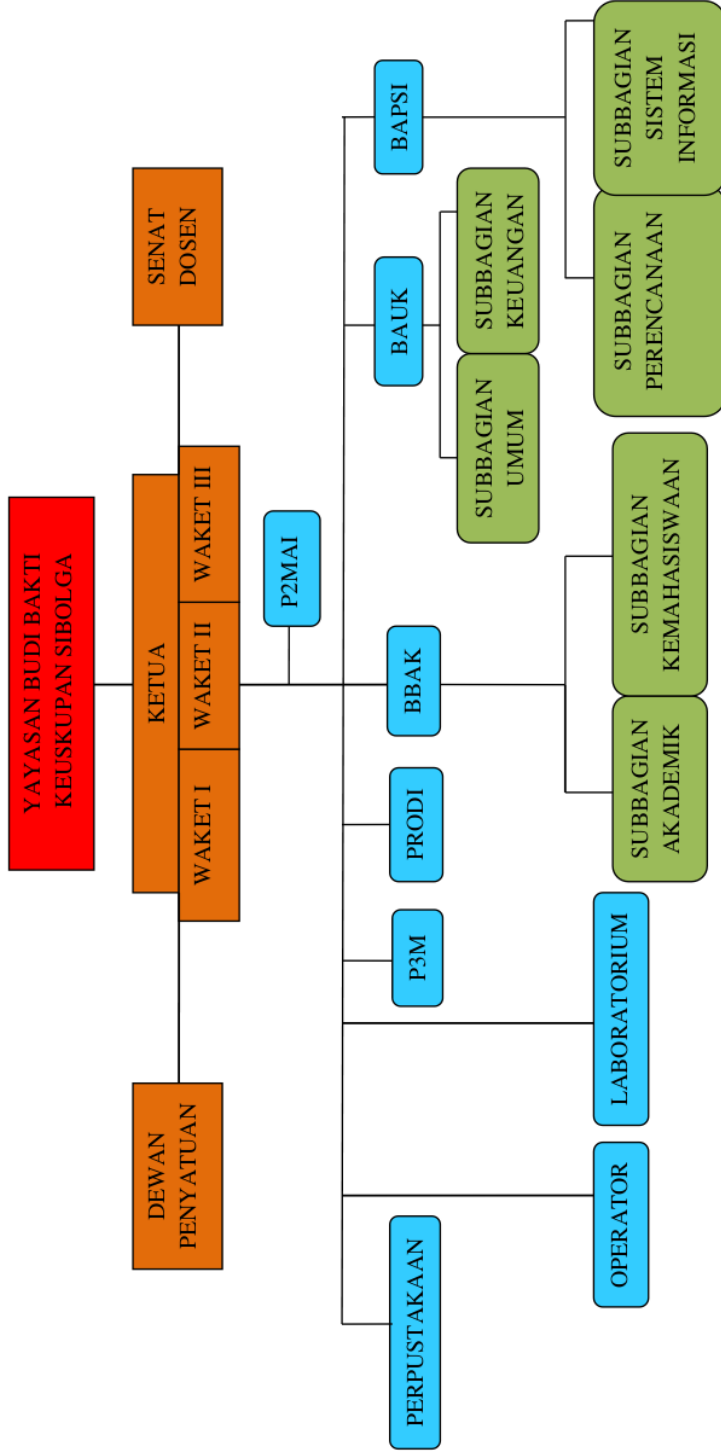 YAYASAN BUDI BAKTI
KEUSKUPAN SIBOLGA
DEWAN
PENYATUAN
KETUA
SENAT
DOSEN
WAKET I
WAKET II
WAKET III
P2MAI
PERPUSTAKAAN
P3M
PRODI
BBAK
BAUK
BAPSI
SUBBAGIAN
UMUM
SUBBAGIAN
KEUANGAN
OPERATOR
LABORATORIUM
SUBBAGIAN
AKADEMIK
SUBBAGIAN
KEMAHASISWAAN
SUBBAGIAN
PERENCANAAN
SUBBAGIAN
SISTEM
INFORMASI